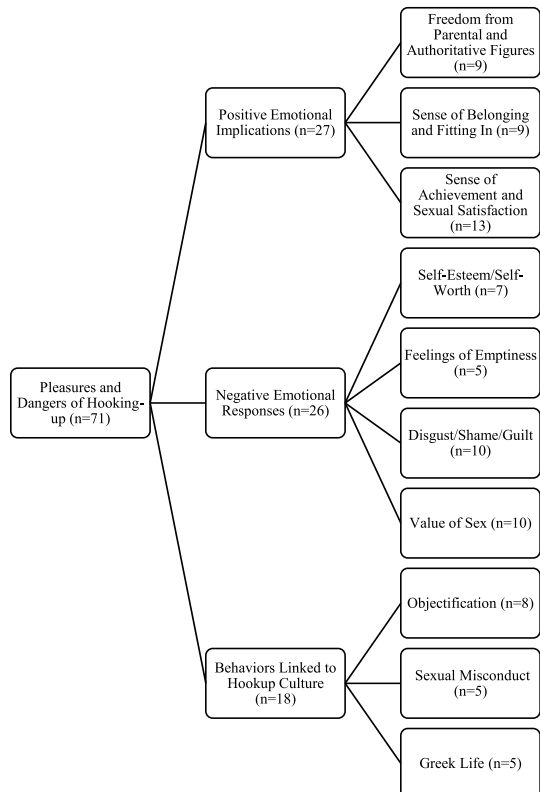 Freedom from
Parental and
Authoritative Figures
(n=9)
Positive Emotional
Implications (n=27)
Sense of Belonging
and Fitting In (n=9)
Sense of
Achievement and
Sexual Satisfaction
(n=13)
Self-Esteem/Self-
Worth (n=7)
Feelings of Emptiness
(n=5)
Pleasures and
Dangers of Hooking-
up (n=71)
Negative Emotional
Responses (n=26)
Disgust/Shame/Guilt
(n=10)
Value of Sex (n=10)
Objectification (n=8)
Behaviors Linked to
Hookup Culture
(n=18)
Sexual Misconduct
(n=5)
Greek Life (n=5)